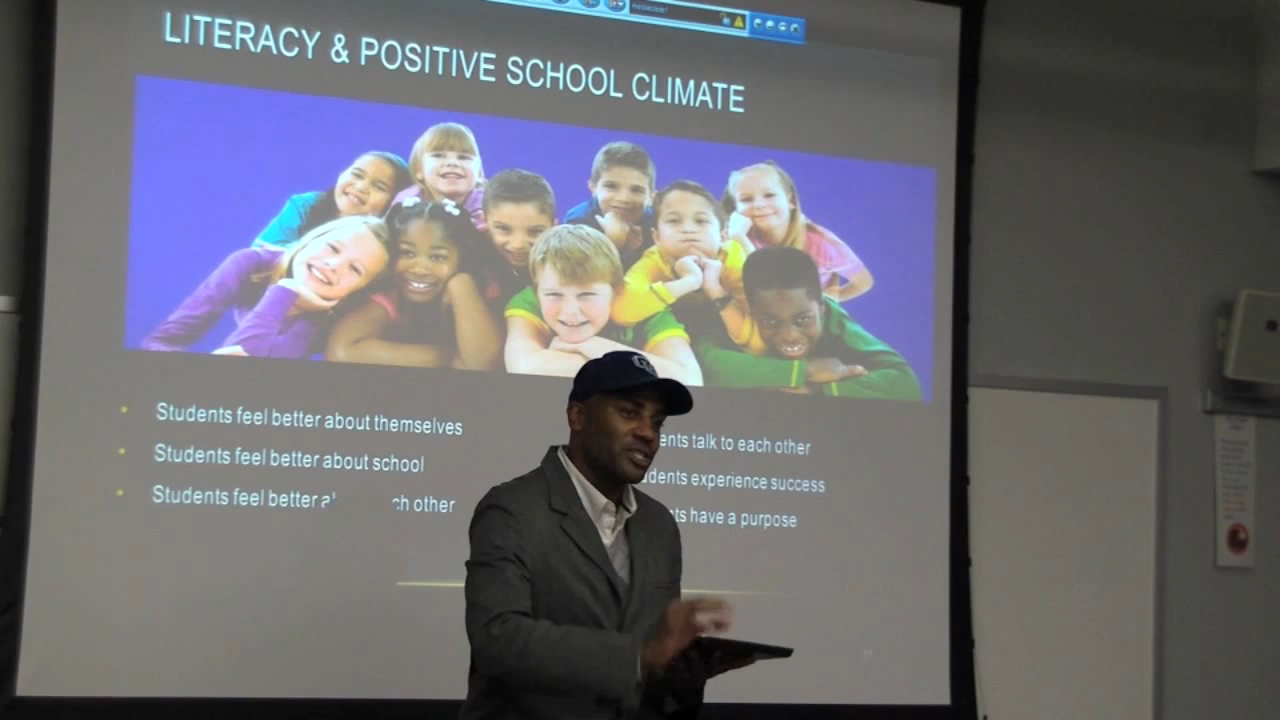 LITERACY & POSITIVE SCHOOL CLIMATE
Students feel better about themselves
Students feel better about school
Students feel better a ch other
ents talk to each other
udents experience success
ts have a purpose